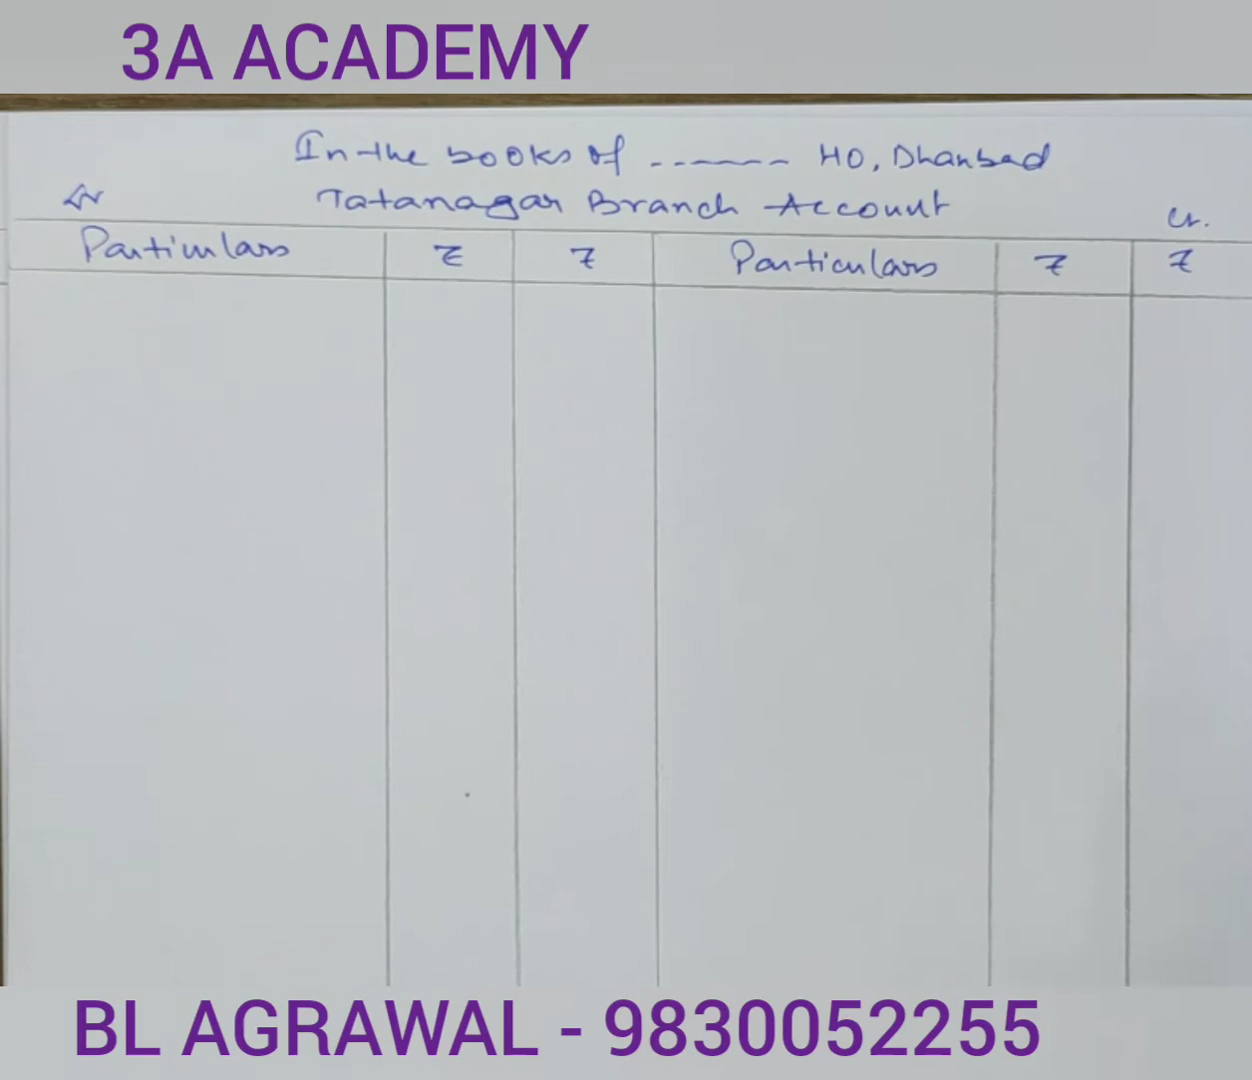 3A ACADEMY
In the books of ------- HO, Dhanbad
Dr Tatanagar Branch Account Cr.
Particulars ₹ ₹ Particulars ₹ ₹
BL AGRAWAL - 9830052255